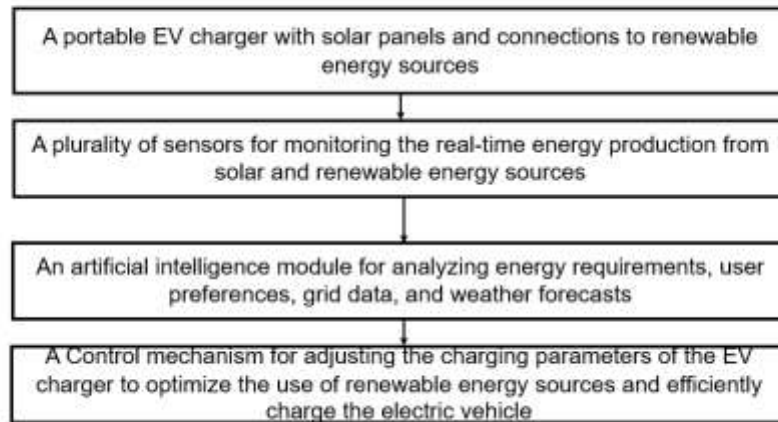 A portable EV charger with solar panels and connections to renewable
energy sources
A plurality of sensors for monitoring the real-time energy production from
solar and renewable energy sources
An artificial intelligence module for analyzing energy requirements, user
preferences, grid data, and weather forecasts
A Control mechanism for adjusting the charging parameters of the EV
charger to optimize the use of renewable energy sources and efficiently
charge the electric vehicle